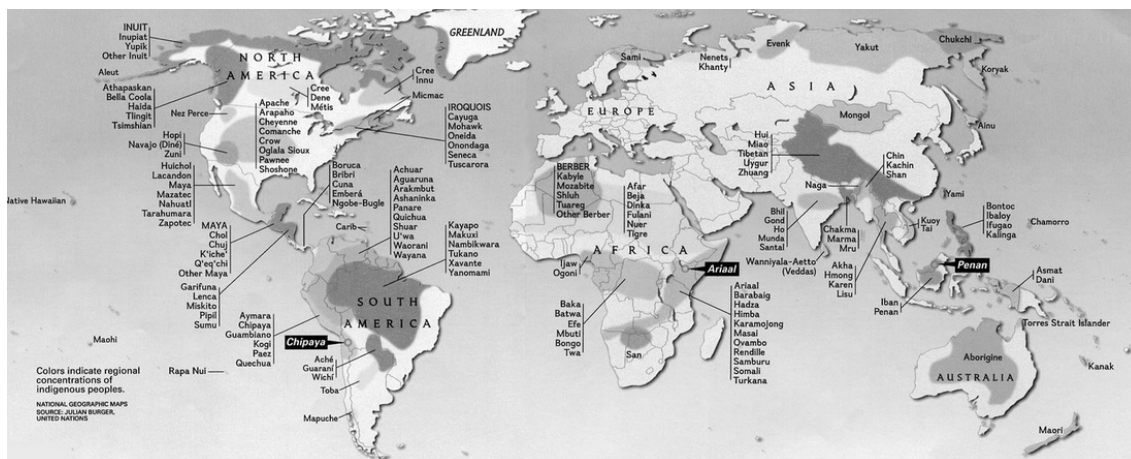 INUIT
Inupiat
Yupik
Other Inuit
Aleut
NORTH
AMERICA
GREENLAND
Athapaskan
Bella Coola
Haida
Tlingit
Tsimshian
Nez Perce
Cree
Dene
Métis
Cree
Innu
Micmac
Apache
Arapaho
Cheyenne
Comanche
Crow
Oglala Sioux
Pawnee
Shoshone
IROQUOIS
Cayuga
Mohawk
Oneida
Onondaga
Seneca
Tuscarora
Hopi
Navajo (Diné)
Zuni
Huichol
Lacandon
Maya
Mazatec
Nahuatl
Tarahumara
Zapotec
Native Hawaiian
MAYA
Chol
Chuj
K'iche'
Q'eq'chi
Other Maya
Garifuna
Lenca
Miskito
Pipil
Sumu
Boruca
Bribri
Cuna
Emberá
Ngobe-Bugle
Carib
Achuar
Aguaruna
Arakmbut
Ashaninka
Panare
Quichua
Shuar
U'wa
Waorani
Wayana
Kayapo
Makuxi
Nambikwara
Tukano
Xavante
Yanomami
SOUTH
AMERICA
Aymara
Chipaya
Guambiano
Kogi
Paez
Quechua
Chipaya
Aché
Guaraní
Wichí
Toba
Mapuche
Maohi
Rapa Nui
Colors indicate regional
concentrations of
indigenous peoples.
NATIONAL GEOGRAPHIC MAPS
SOURCE: JULIAN BURGER,
UNITED NATIONS
Sami
Nenets
Khanty
Evenk
Yakut
Chukchi
Koryak
EUROPE
ASIA
Mongol
Ainu
Hui
Miao
Tibetan
Uygur
Zhuang
Chin
Kachin
Shan
Naga
Yami
BERBER
Kabyle
Mozabite
Shluh
Tuareg
Other Berber
Afar
Beja
Dinka
Fulani
Nuer
Tigre
AFRICA
Ijaw
Ogoni
Ariaal
Baka
Batwa
Efe
Mbuti
Bongo
Twa
San
Ariaal
Barabaig
Hadza
Himba
Karamojong
Masai
Ovambo
Rendille
Samburu
Somali
Turkana
Bhil
Gond
Ho
Munda
Santal
Wanniyala-Aetto
(Veddas)
Chakma
Marma
Mru
Akha
Hmong
Karen
Lisu
Kuoy
Tai
Bontoc
Ibaloy
Ifugao
Kalinga
Chamorro
Penan
Iban
Penan
Asmat
Dani
Torres Strait Islander
Aborigine
AUSTRALIA
Kanak
Maori